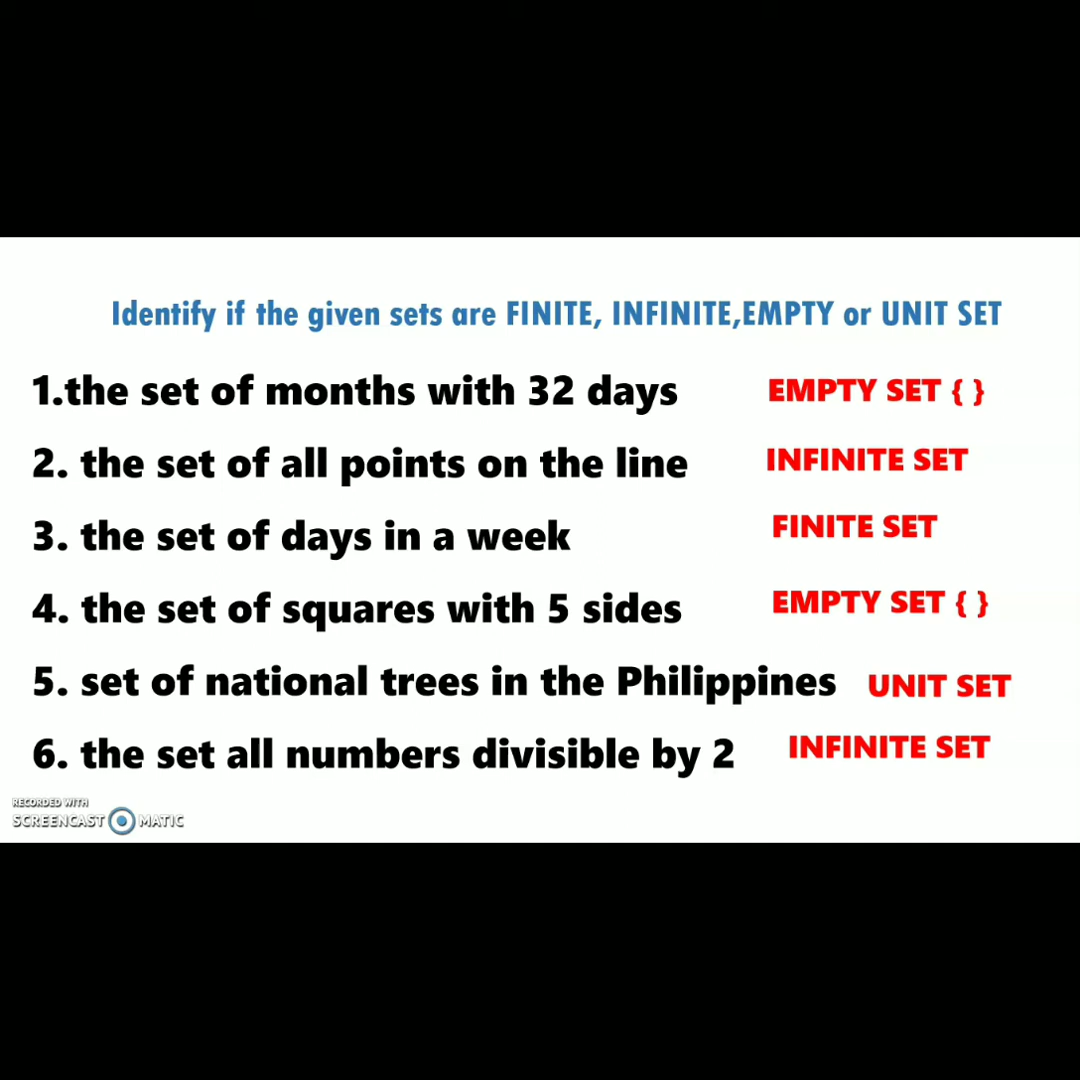 Identify if the given sets are FINITE, INFINITE,EMPTY or UNIT SET
1.the set of months with 32 days EMPTY SET { }
2. the set of all points on the line INFINITE SET
3. the set of days in a week FINITE SET
4. the set of squares with 5 sides EMPTY SET { }
5. set of national trees in the Philippines UNIT SET
6. the set all numbers divisible by 2 INFINITE SET
RECORDED WITH
SCREENCAST MATIC